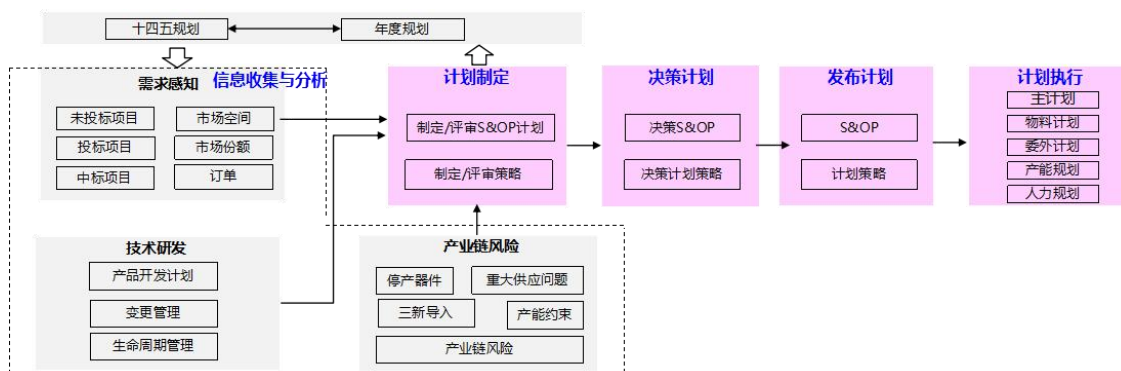 十四五规划
年度规划
需求感知
信息收集与分析
未投标项目
市场空间
投标项目
市场份额
中标项目
订单
计划制定
制定/评审S&OP计划
制定/评审策略
决策计划
决策S&OP
决策计划策略
发布计划
S&OP
计划策略
计划执行
主计划
物料计划
委外计划
产能规划
人力规划
技术研发
产品开发计划
变更管理
生命周期管理
产业链风险
停产器件
重大供应问题
三新导入
产能约束
产业链风险